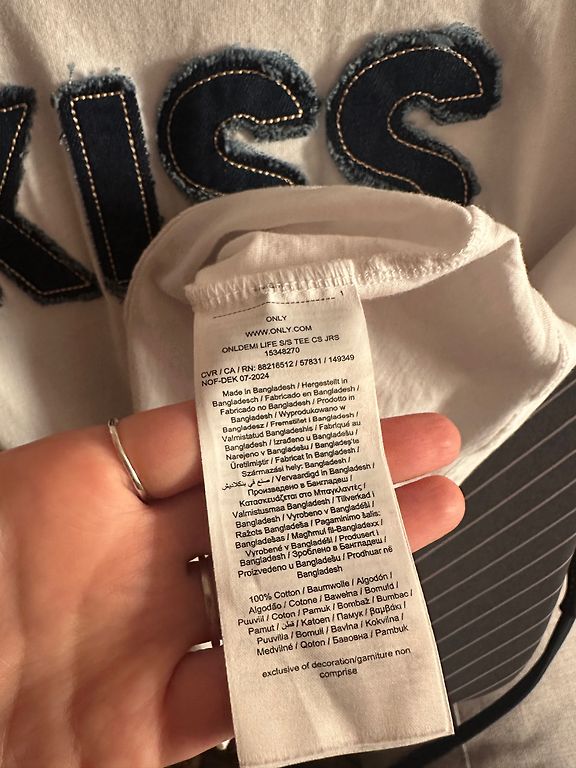 KISS
ONLY
WWW.ONLY.COM
ONLDEMI LIFE S/S TEE CS JRS
15348270
CVR / CA / RN: 88216512 / 57831 / 149349
NOF-DEK 07-2024
Made in Bangladesh / Hergestellt in
Bangladesch / Fabricado en Bangladesh /
Fabricado no Bangladesh / Prodotto in
Bangladesh / Wyprodukowano w
Bangladesz / Fremstillet i Bangladesh /
Valmistatud Bangladeshis / Fabriqué au
Narejeno v Bangladešu / Bangladeş'te
Bangladesh / Izrađeno u Bangladešu /
Üretilmiştir / Fabricat în Bangladesh /
Származási hely: Bangladesh /
صنع في بنگلاديش / Vervaardigd in Bangladesh /
Произведено в Бангладеш /
Κατασκευάζεται στο Μπαγκλαντές /
Valmistusmaa Bangladesh / Tillverkad i
Bangladesh / Vyrobeno v Bangladéši /
Ražots Bangladeša / Pagaminimo šalis:
Bangladešas / Magħmul fil-Bangladexx /
Vyrobené v Bangladéši / Produsert i
Bangladesh / Зроблено в Бангладеш /
Proizvedeno u Bangladešu / Prodhuar në
Bangladesh
100% Cotton / Baumwolle / Algodón /
Algodão / Cotone / Bawełna / Bomuld /
Puuvill / Coton / Pamuk / Bombaž / Bumbac /
Pamut / قطن / Katoen / Памук / βαμβάκι /
Puuvilla / Bomull / Bavlna / Kokvilna /
Medvilnė / Qoton / Бавовна / Pambuk
exclusive of decoration/garniture non
comprise